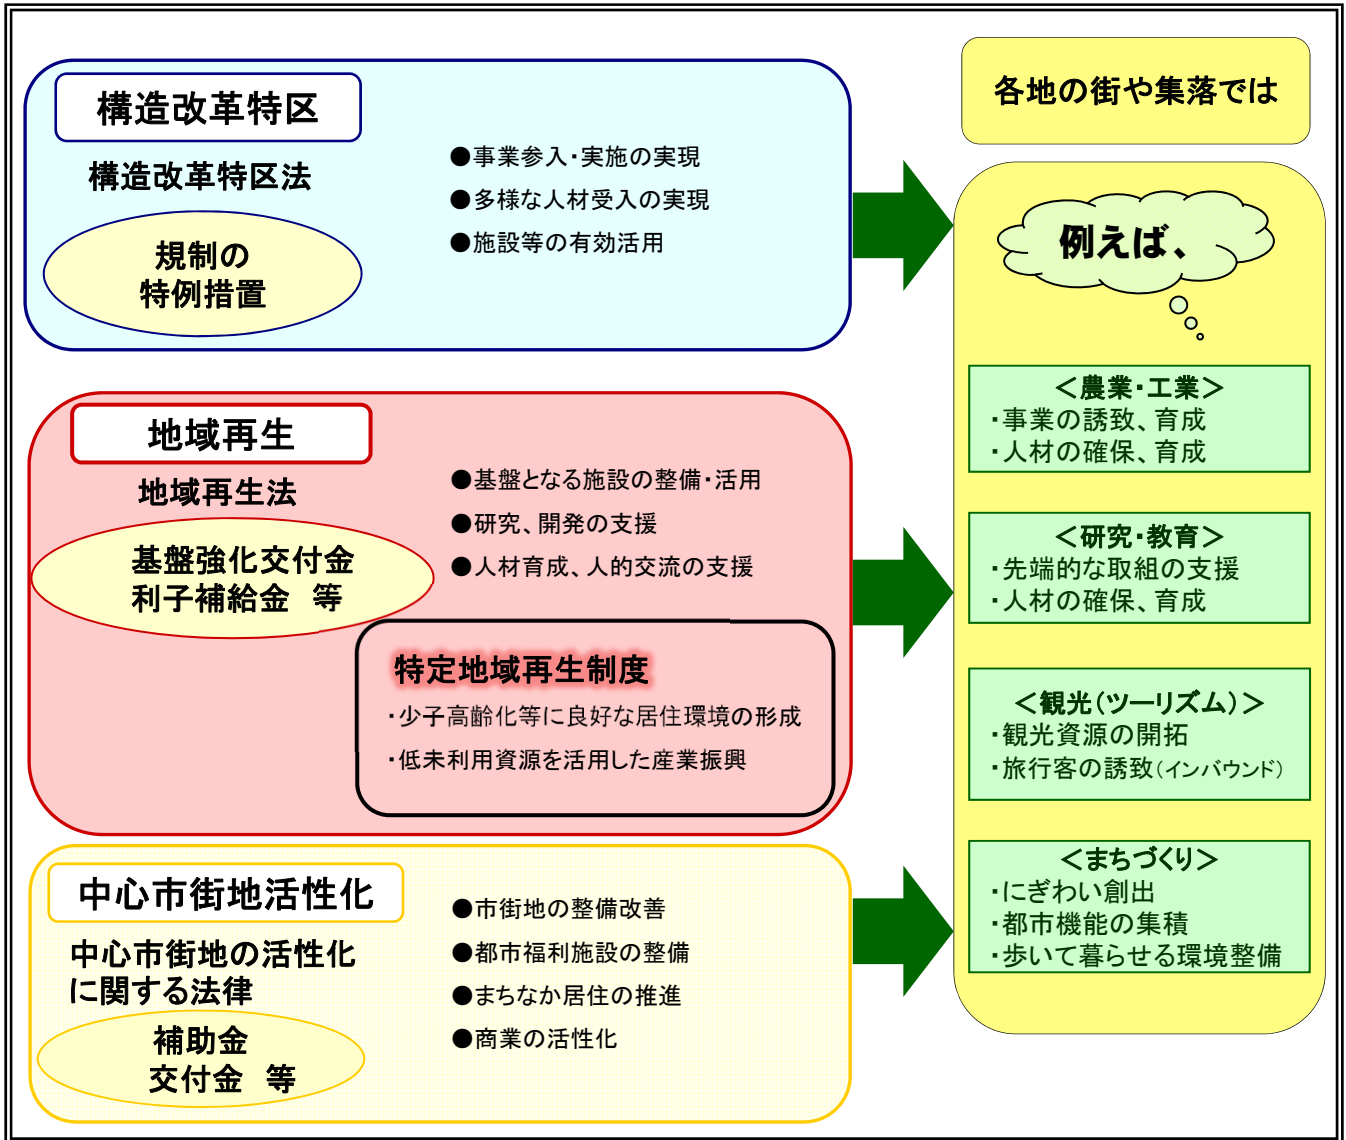 構造改革特区
構造改革特区法
規制の
特例措置
●事業参入・実施の実現
●多様な人材受入の実現
●施設等の有効活用
地域再生
地域再生法
基盤強化交付金
利子補給金 等
●基盤となる施設の整備・活用
●研究、開発の支援
●人材育成、人的交流の支援
特定地域再生制度
・少子高齢化等に良好な居住環境の形成
・低未利用資源を活用した産業振興
中心市街地活性化
中心市街地の活性化
に関する法律
補助金
交付金 等
●市街地の整備改善
●都市福利施設の整備
●まちなか居住の推進
●商業の活性化
各地の街や集落では
例えば、
＜農業・工業＞
・事業の誘致、育成
・人材の確保、育成
＜研究・教育＞
・先端的な取組の支援
・人材の確保、育成
＜観光（ツーリズム）＞
・観光資源の開拓
・旅行客の誘致（インバウンド）
＜まちづくり＞
・にぎわい創出
・都市機能の集積
・歩いて暮らせる環境整備